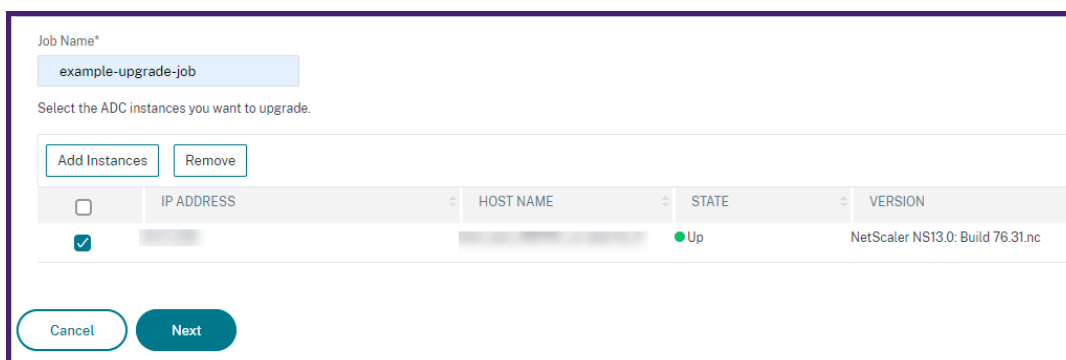 Job Name*
example-upgrade-job
Select the ADC instances you want to upgrade.
Add Instances Remove
IP ADDRESS HOST NAME STATE VERSION
Up NetScaler NS13.0: Build 76.31.nc
Cancel Next